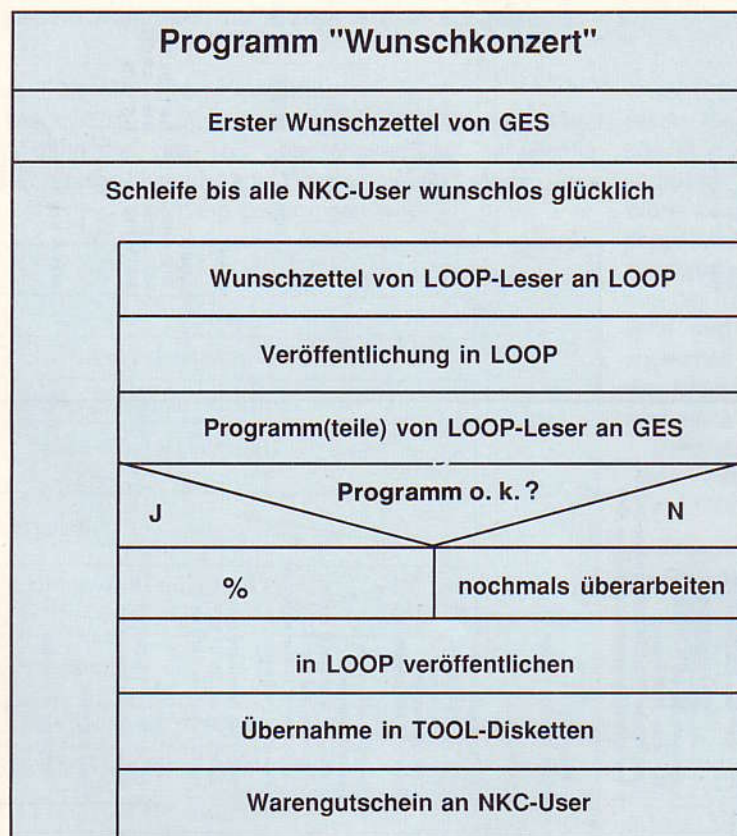 Programm "Wunschkonzert"
Erster Wunschzettel von GES
Schleife bis alle NKC-User wunschlos glücklich
Wunschzettel von LOOP-Leser an LOOP
Veröffentlichung in LOOP
Programm(teile) von LOOP-Leser an GES
Programm o. k. ?
J N
% nochmals überarbeiten
in LOOP veröffentlichen
Übernahme in TOOL-Disketten
Warengutschein an NKC-User